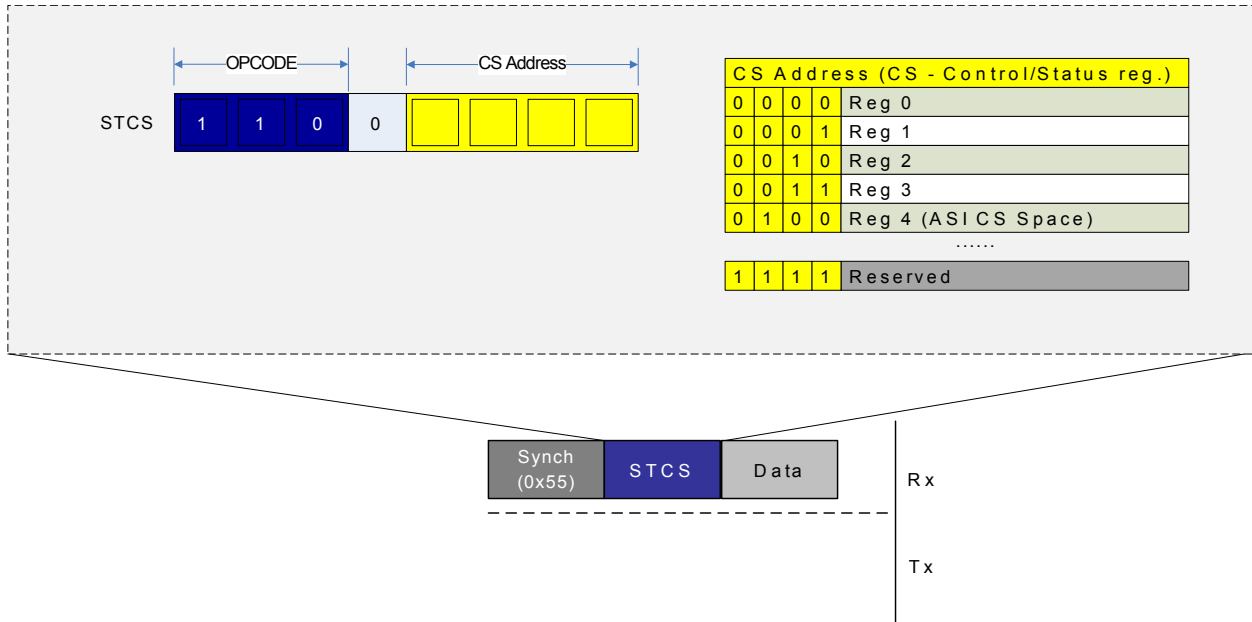 OPCODE
CS Address
STCS
1 1 0 0
CS Address (CS - Control/Status reg.)
0 0 0 0 Reg 0
0 0 0 1 Reg 1
0 0 1 0 Reg 2
0 0 1 1 Reg 3
0 1 0 0 Reg 4 (ASI CS Space)
......
1 1 1 1 Reserved
Synch
(0x55)
STCS
Data
Rx
Tx